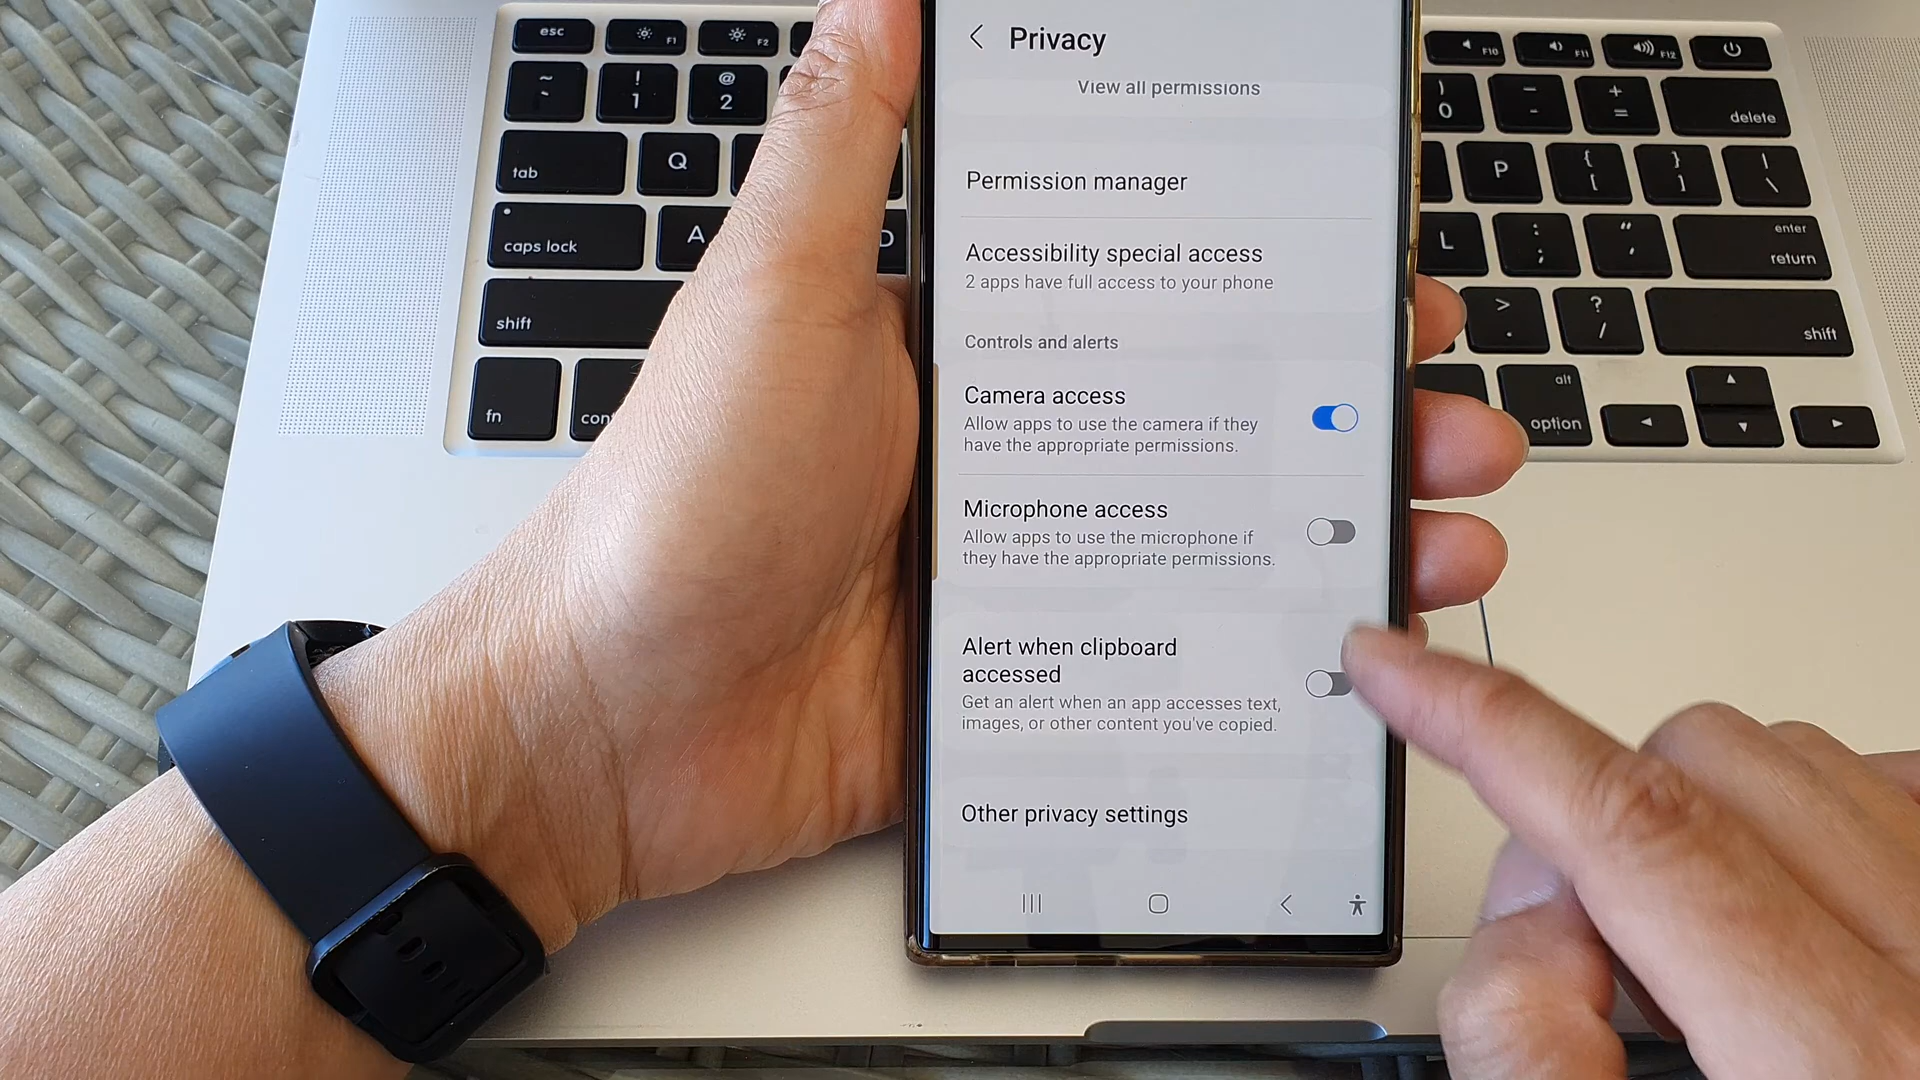 Privacy
View all permissions
Permission manager
Accessibility special access
2 apps have full access to your phone
Controls and alerts
Camera access
Allow apps to use the camera if they
have the appropriate permissions.
Microphone access
Allow apps to use the microphone if
they have the appropriate permissions.
Alert when clipboard
accessed
Get an alert when an app accesses text,
images, or other content you've copied.
Other privacy settings
esc
F1
F2
~
`
!
1
@
2
tab
Q
caps lock
A
D
shift
fn
con
F10
F11
F12
)
0
-
-
+
=
delete
P
{
[
}
]
|
\
L
:
;
"
'
enter
return
>
.
?
/
shift
alt
option